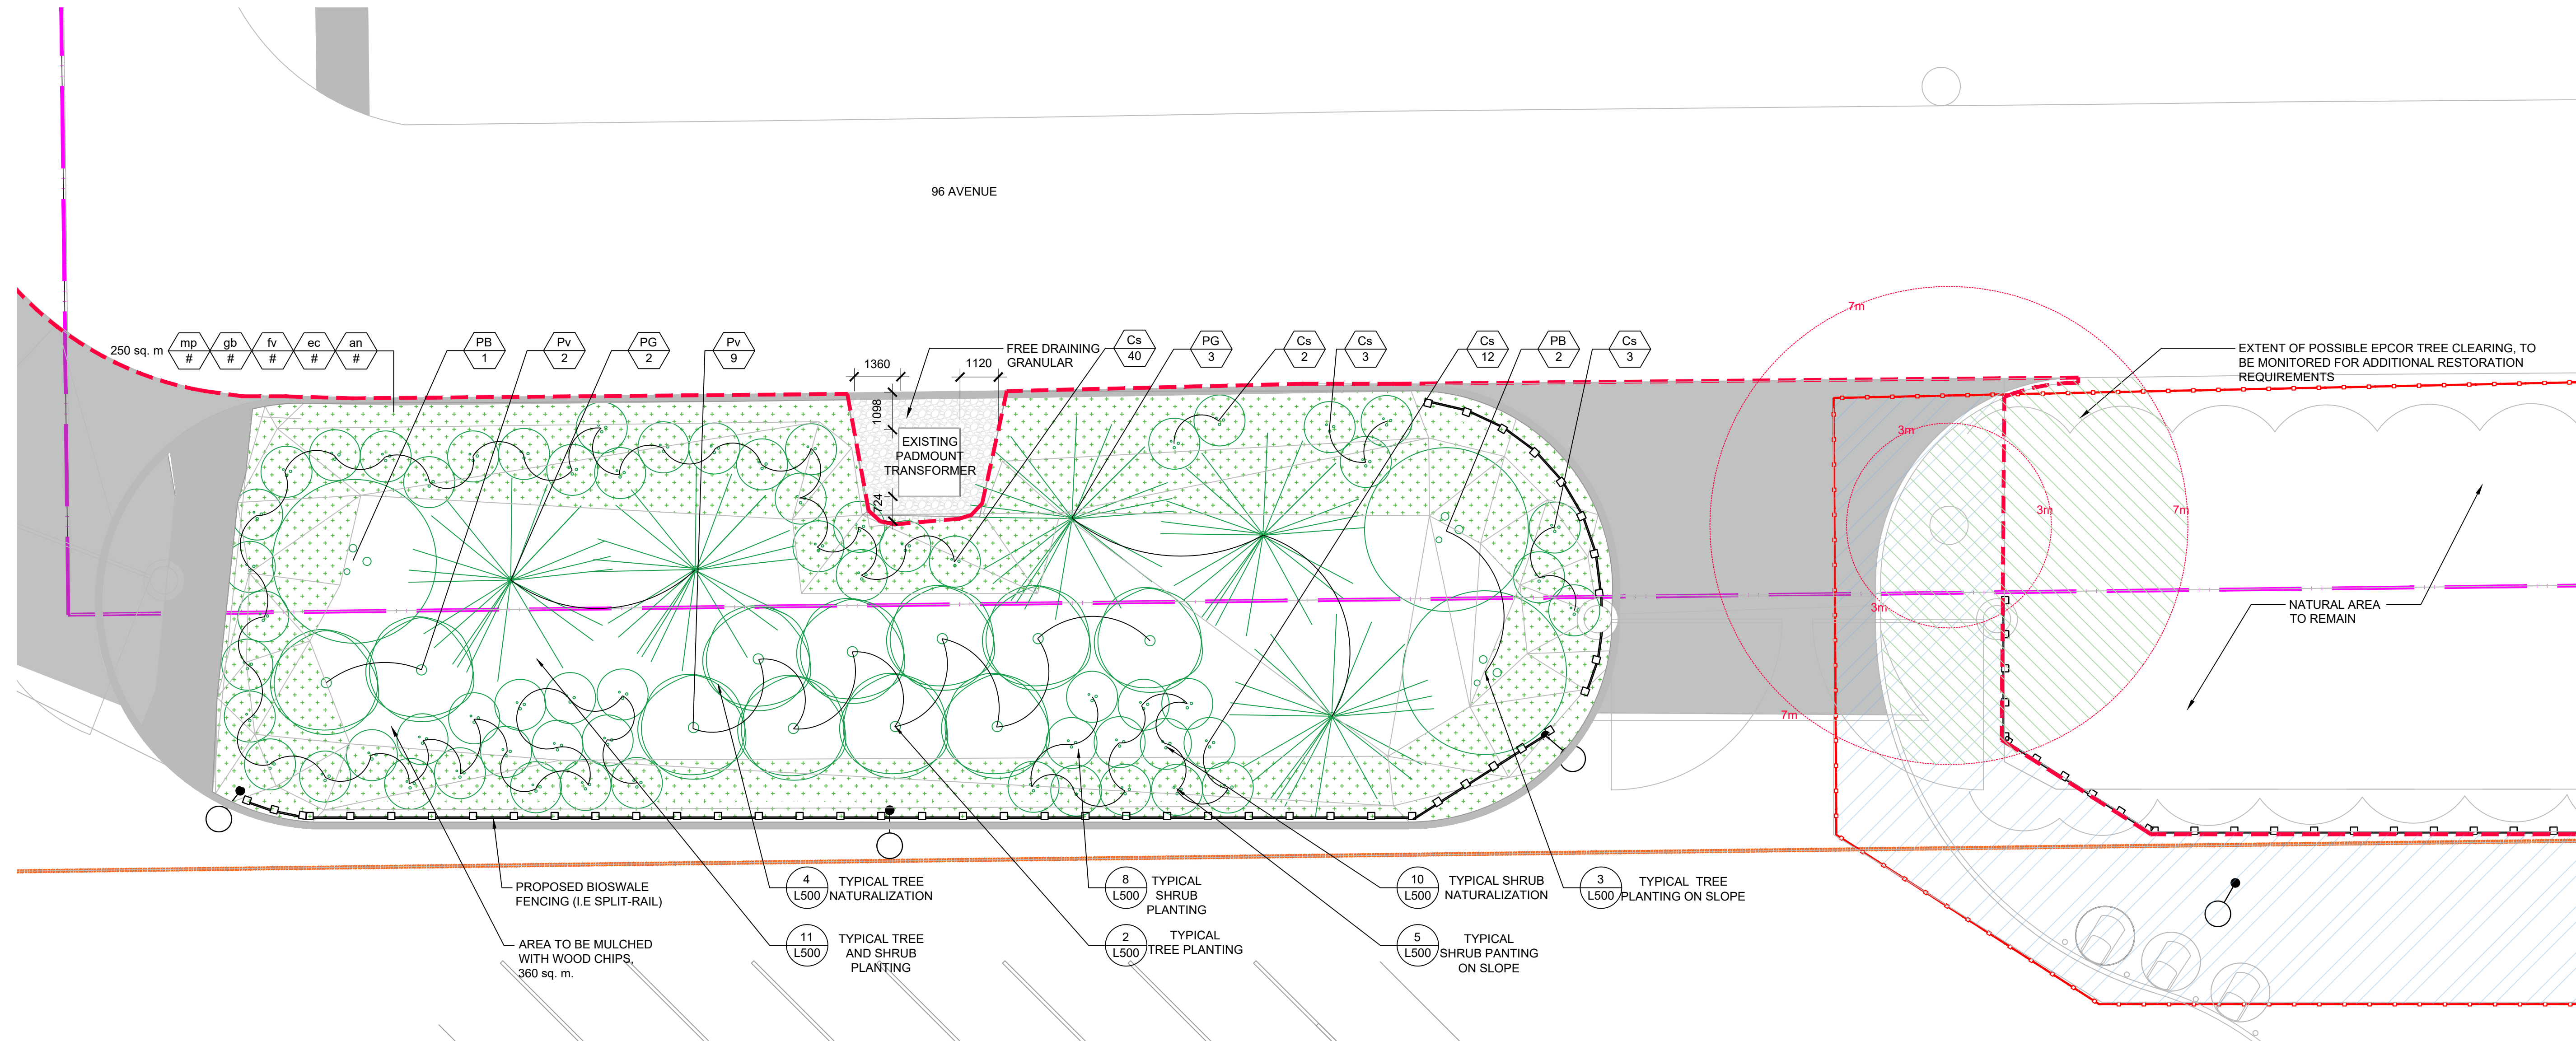 96 AVENUE
7m
250 sq. m
mp
#
gb
#
fv
#
ec
#
an
#
PB
1
Pv
2
PG
2
Pv
9
FREE DRAINING
GRANULAR
Cs
40
PG
3
Cs
2
Cs
3
Cs
12
PB
2
Cs
3
EXTENT OF POSSIBLE EPCOR TREE CLEARING, TO
BE MONITORED FOR ADDITIONAL RESTORATION
REQUIREMENTS
1360
1120
1098
EXISTING
PADMOUNT
TRANSFORMER
724
3m
3m
7m
3m
7m
NATURAL AREA
TO REMAIN
PROPOSED BIOSWALE
FENCING (I.E SPLIT-RAIL)
4
L500
TYPICAL TREE
NATURALIZATION
8
L500
TYPICAL
SHRUB
PLANTING
10
L500
TYPICAL SHRUB
NATURALIZATION
3
L500
TYPICAL TREE
PLANTING ON SLOPE
AREA TO BE MULCHED
WITH WOOD CHIPS,
360 sq. m.
11
L500
TYPICAL TREE
AND SHRUB
PLANTING
2
L500
TYPICAL
TREE PLANTING
5
L500
TYPICAL
SHRUB PANTING
ON SLOPE